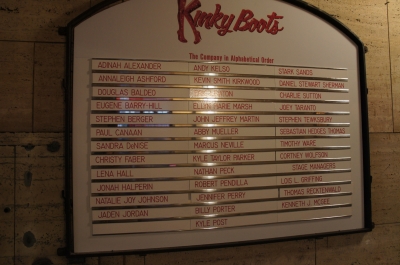 Kinky Boots
The Company in Alphabetical Order
ADINAH ALEXANDER
ANNALEIGH ASHFORD
DOUGLAS BALDEO
EUGENE BARRY-HILL
STEPHEN BERGER
PAUL CANAAN
SANDRA DENISE
CHRISTY FABER
LENA HALL
JONAH HALPERIN
NATALIE JOY JOHNSON
JADEN JORDAN
ANDY KELSO
KEVIN SMITH KIRKWOOD
ELLYN MARIE MARSH
JOHN JEFFREY MARTIN
ABBY MUELLER
MARCUS NEVILLE
KYLE TAYLOR PARKER
NATHAN PECK
ROBERT PENDILLA
JENNIFER PERRY
BILLY PORTER
KYLE POST
STARK SANDS
DANIEL STEWART SHERMAN
CHARLIE SUTTON
JOEY TARANTO
STEPHEN TEWKSBURY
SEBASTIAN HEDGES THOMAS
TIMOTHY WARE
CORTNEY WOLFSON
STAGE MANAGERS
LOIS L. GRIFFING
THOMAS RECKTENWALD
KENNETH J. MCGEE